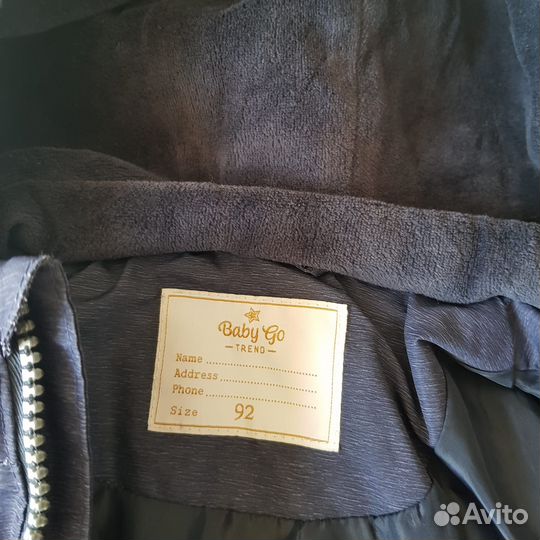 Baby Go
TREND
Name
Address
Phone
Size 92
Avito